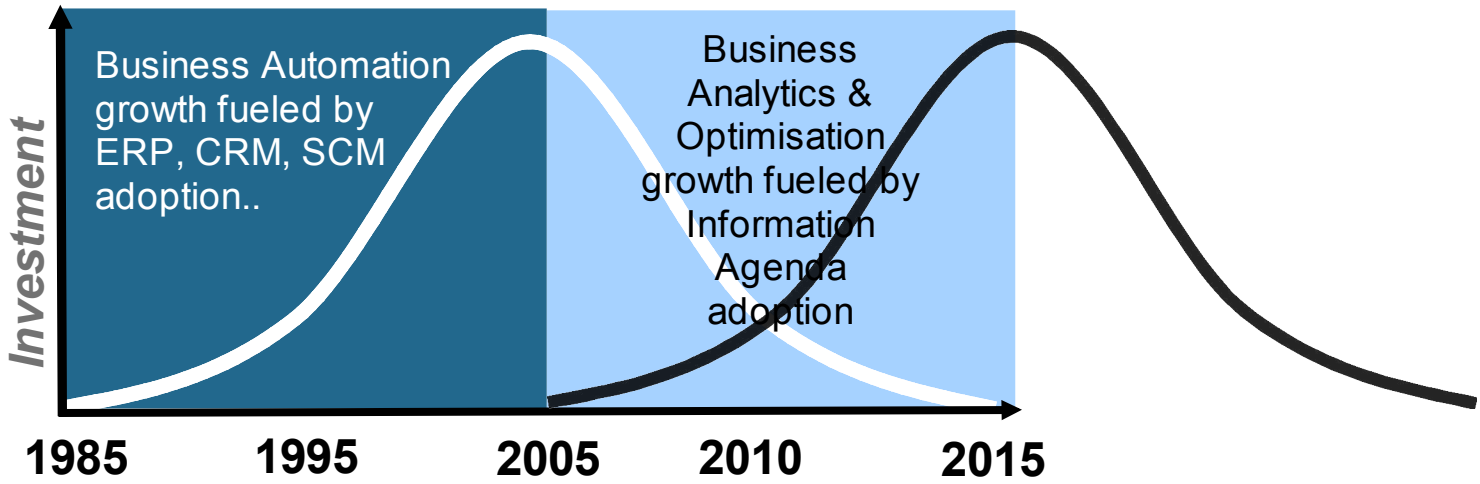 Investment
Business Automation
growth fueled by
ERP, CRM, SCM
adoption..
Business
Analytics &
Optimisation
growth fueled by
Information
Agenda
adoption
1985 1995 2005 2010 2015